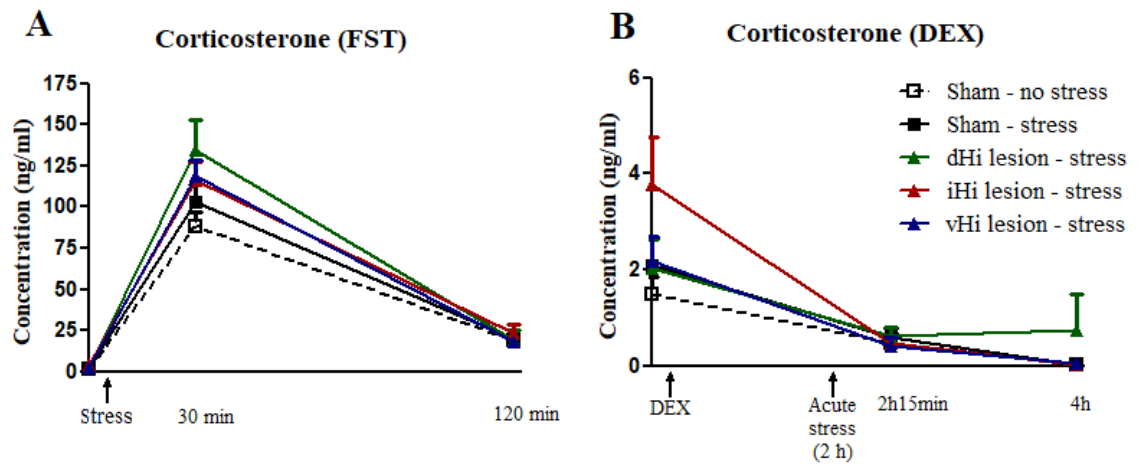 A
Corticosterone (FST)
Concentration (ng/ml)
175
150
125
100
75
50
25
0
Stress
30 min
120 min
B
Corticosterone (DEX)
Concentration (ng/ml)
6
4
2
0
DEX
Acute
stress
(2 h)
2h15min
4h
Sham - no stress
Sham - stress
dHi lesion - stress
iHi lesion - stress
vHi lesion - stress